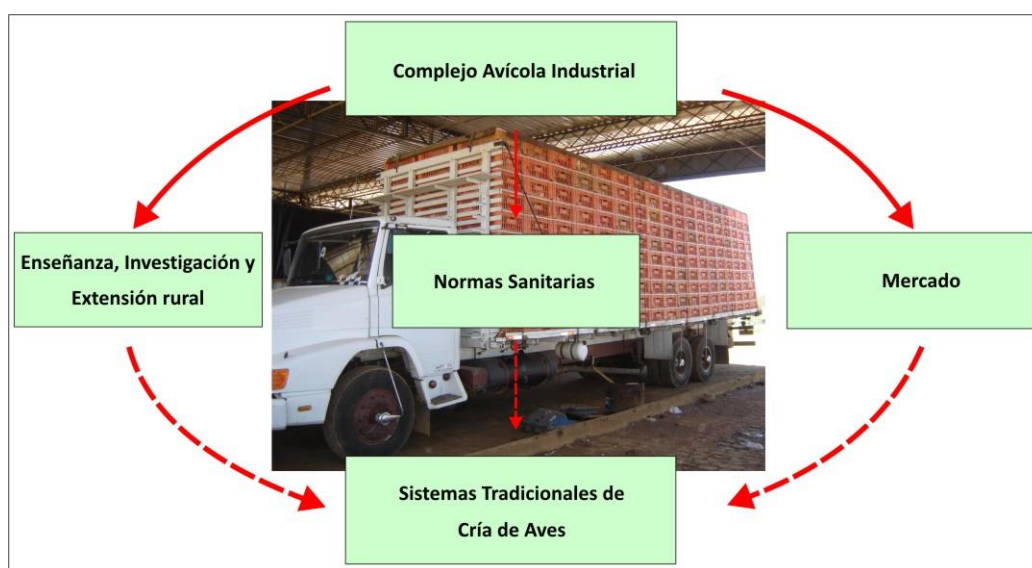 Complejo Avícola Industrial
Enseñanza, Investigación y
Extensión rural
Normas Sanitarias
Mercado
Sistemas Tradicionales de
Cría de Aves